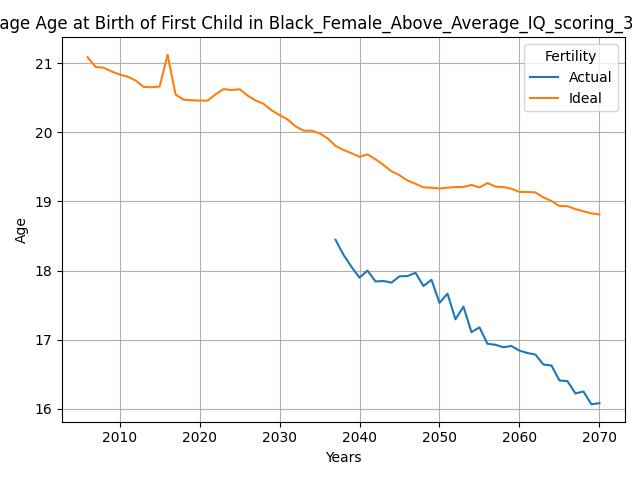 age Age at Birth of First Child in Black_Female_Above_Average_IQ_scoring_3
Fertility
Actual
Ideal
21
20
19
18
17
16
Age
2010 2020 2030 2040 2050 2060 2070
Years